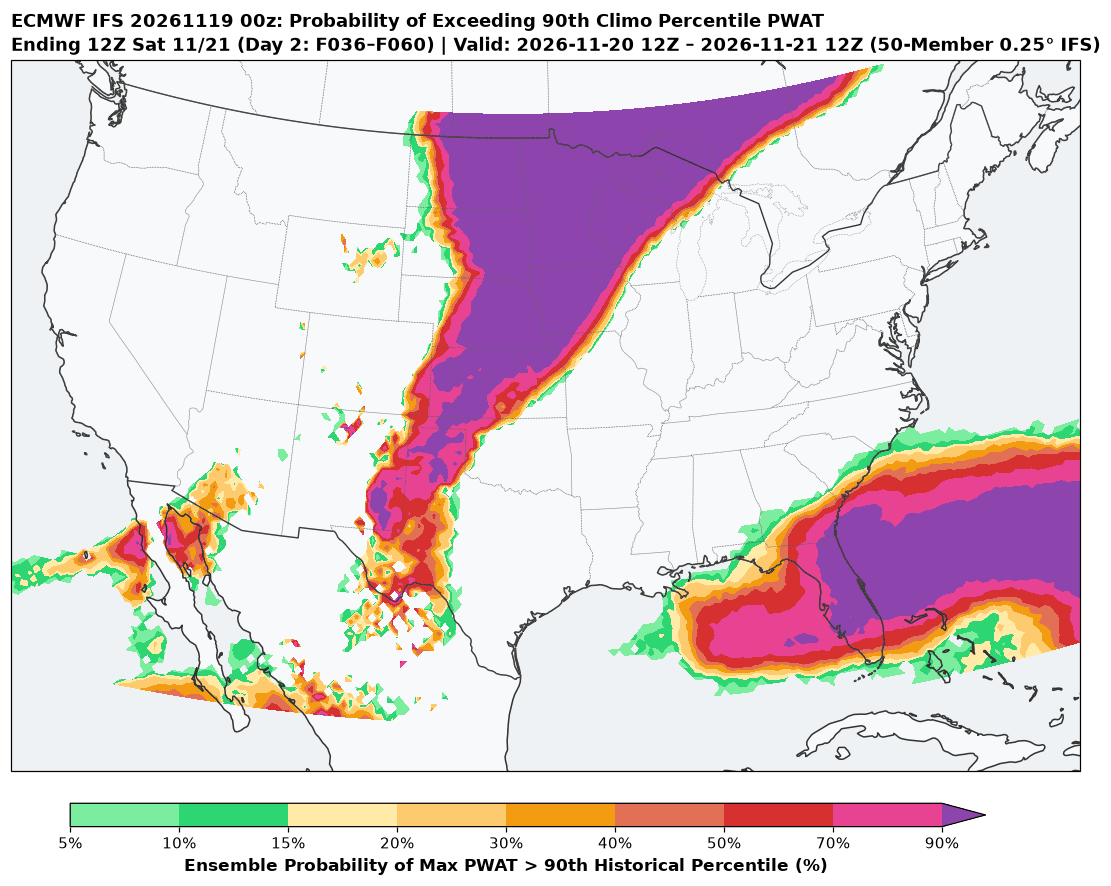 ECMWF IFS 20261119 00z: Probability of Exceeding 90th Climo Percentile PWAT
Ending 12Z Sat 11/21 (Day 2: F036–F060) | Valid: 2026-11-20 12Z – 2026-11-21 12Z (50-Member 0.25° IFS)
5% 10% 15% 20% 30% 40% 50% 70% 90%
Ensemble Probability of Max PWAT > 90th Historical Percentile (%)